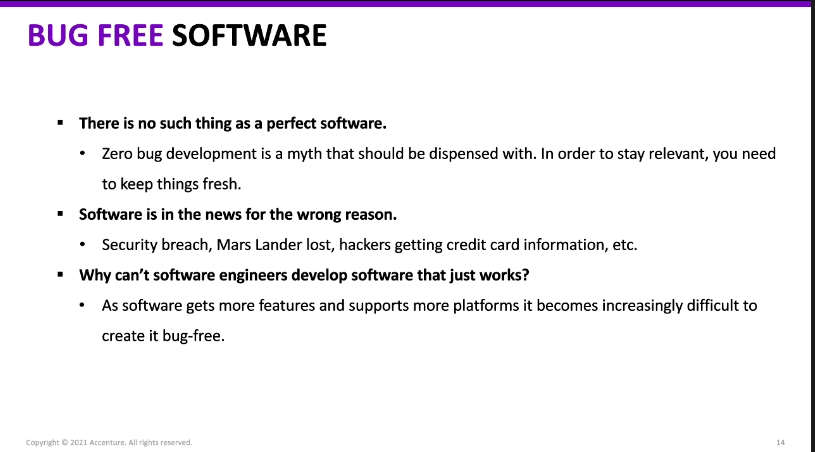 BUG FREE SOFTWARE
▪ There is no such thing as a perfect software.
• Zero bug development is a myth that should be dispensed with. In order to stay relevant, you need
to keep things fresh.
▪ Software is in the news for the wrong reason.
• Security breach, Mars Lander lost, hackers getting credit card information, etc.
▪ Why can’t software engineers develop software that just works?
• As software gets more features and supports more platforms it becomes increasingly difficult to
create it bug-free.
Copyright © 2021 Accenture. All rights reserved.
14